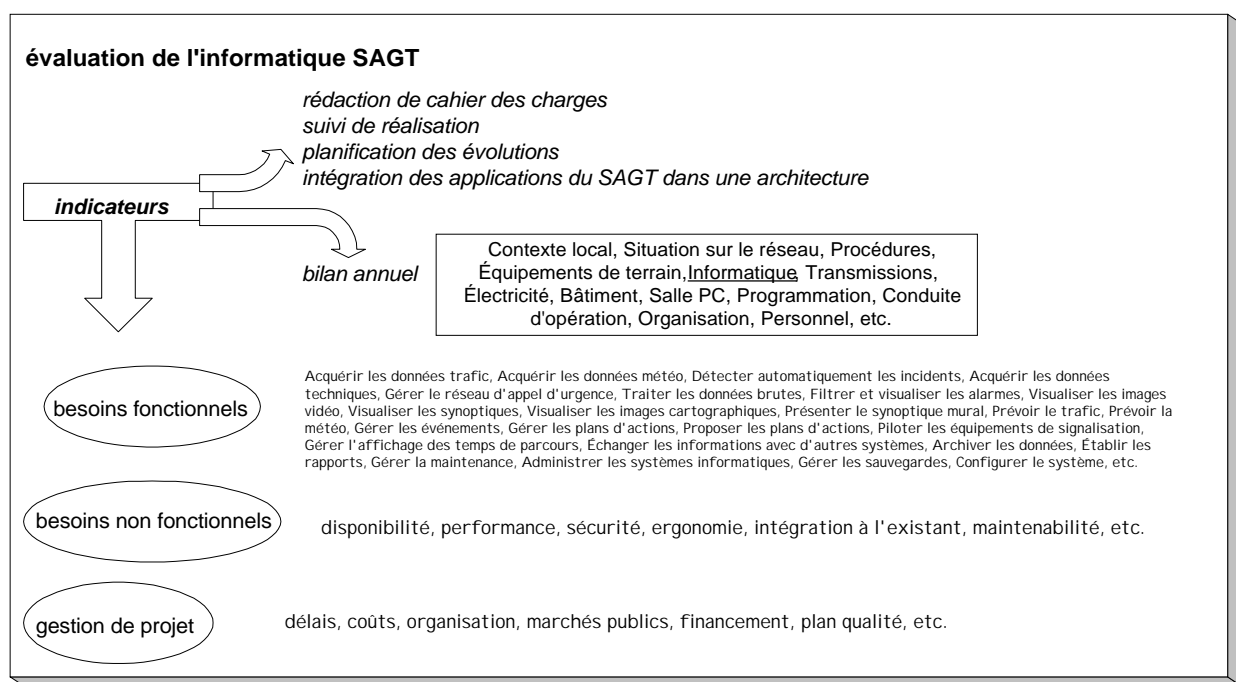 évaluation de l'informatique SAGT
rédaction de cahier des charges
suivi de réalisation
planification des évolutions
intégration des applications du SAGT dans une architecture
indicateurs
bilan annuel
Contexte local, Situation sur le réseau, Procédures,
Équipements de terrain,Informatique, Transmissions,
Électricité, Bâtiment, Salle PC, Programmation, Conduite
d'opération, Organisation, Personnel, etc.
besoins fonctionnels
Acquérir les données trafic, Acquérir les données météo, Détecter automatiquement les incidents, Acquérir les données
techniques, Gérer le réseau d'appel d'urgence, Traiter les données brutes, Filtrer et visualiser les alarmes, Visualiser les images
vidéo, Visualiser les synoptiques, Visualiser les images cartographiques, Présenter le synoptique mural, Prévoir le trafic, Prévoir la
météo, Gérer les événements, Gérer les plans d'actions, Proposer les plans d'actions, Piloter les équipements de signalisation,
Gérer l'affichage des temps de parcours, Échanger les informations avec d'autres systèmes, Archiver les données, Établir les
rapports, Gérer la maintenance, Administrer les systèmes informatiques, Gérer les sauvegardes, Configurer le système, etc.
besoins non fonctionnels
disponibilité, performance, sécurité, ergonomie, intégration à l'existant, maintenabilité, etc.
gestion de projet
délais, coûts, organisation, marchés publics, financement, plan qualité, etc.